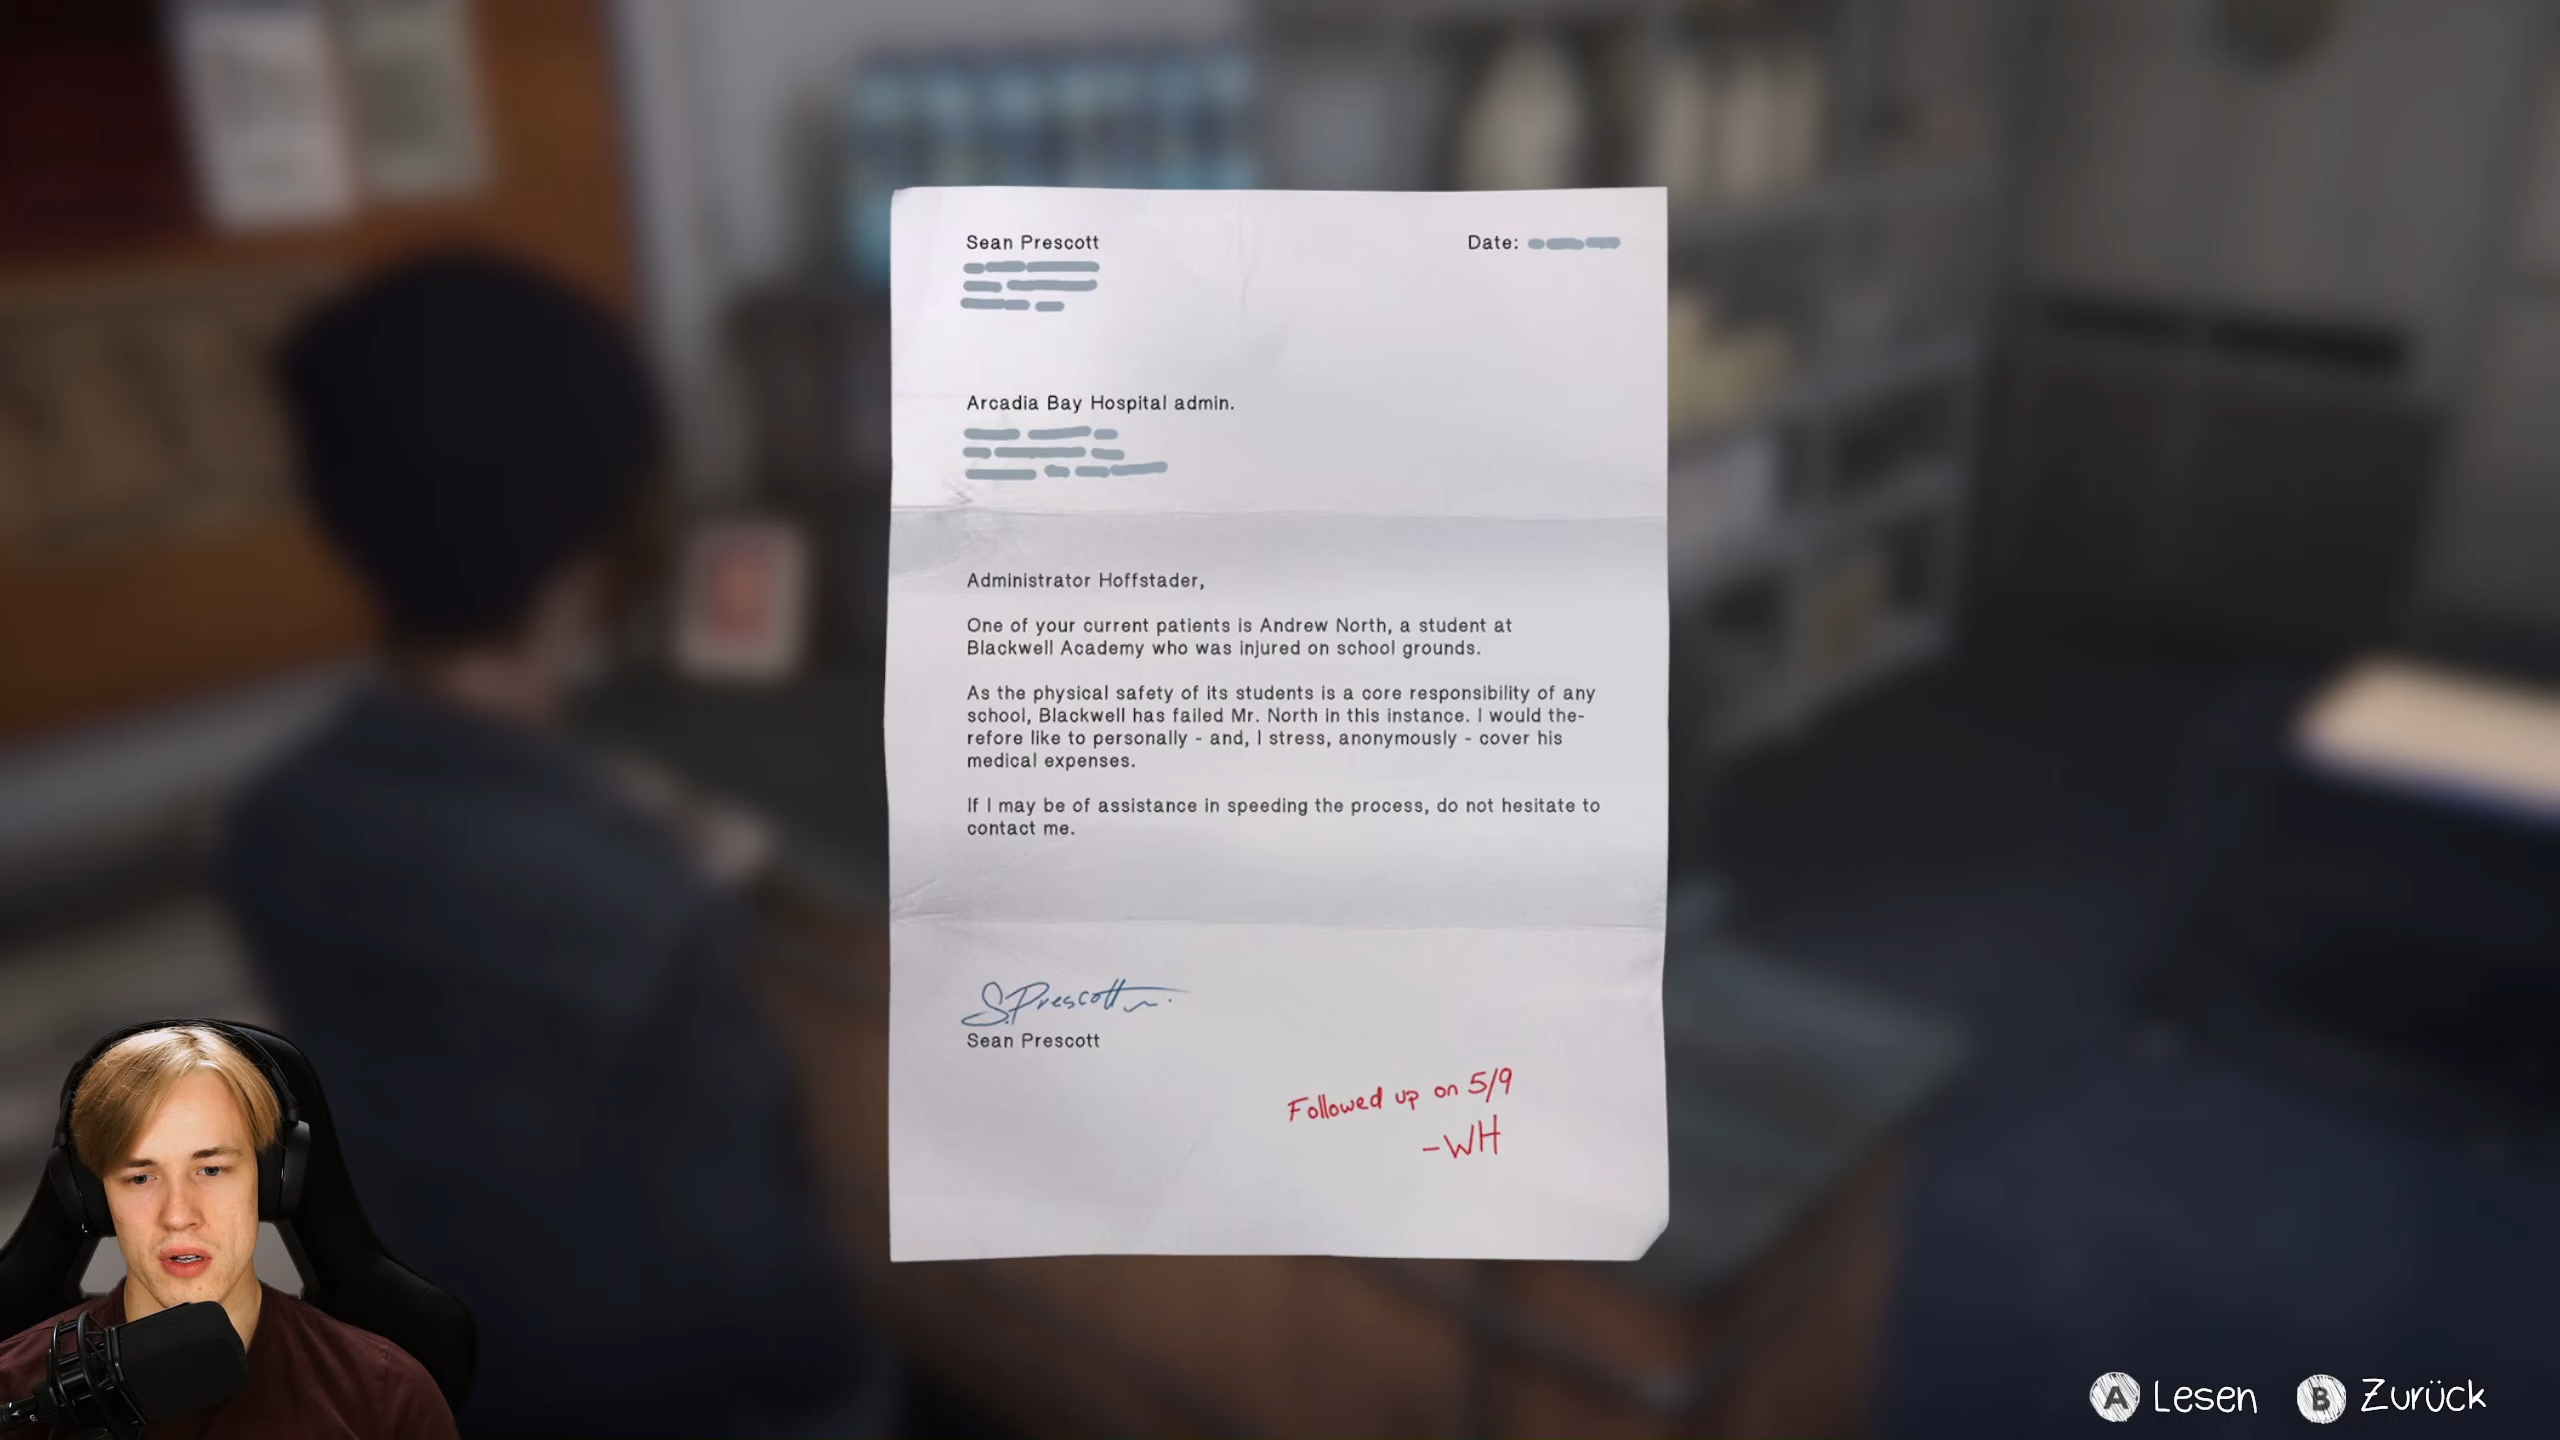 Sean Prescott
Date:
Arcadia Bay Hospital admin.
Administrator Hoffstader,
One of your current patients is Andrew North, a student at
Blackwell Academy who was injured on school grounds.
As the physical safety of its students is a core responsibility of any
school, Blackwell has failed Mr. North in this instance. I would the-
refore like to personally - and, I stress, anonymously - cover his
medical expenses.
If I may be of assistance in speeding the process, do not hesitate to
contact me.
S.Prescott
Sean Prescott
Followed up on 5/9
-WH
A Lesen B Zurück